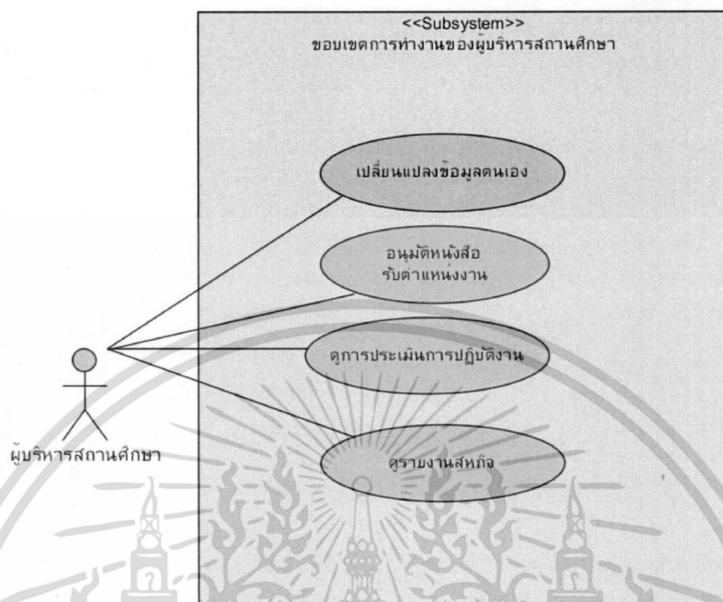 <<Subsystem>>
ขอบเขตการทำงานของผู้บริหารสถานศึกษา
เปลี่ยนแปลงข้อมูลตนเอง
อนุมัติหนังสือ
รับตำแหน่งงาน
ดูการประเมินการปฏิบัติงาน
ดูรายงานสหกิจ
ผู้บริหารสถานศึกษา